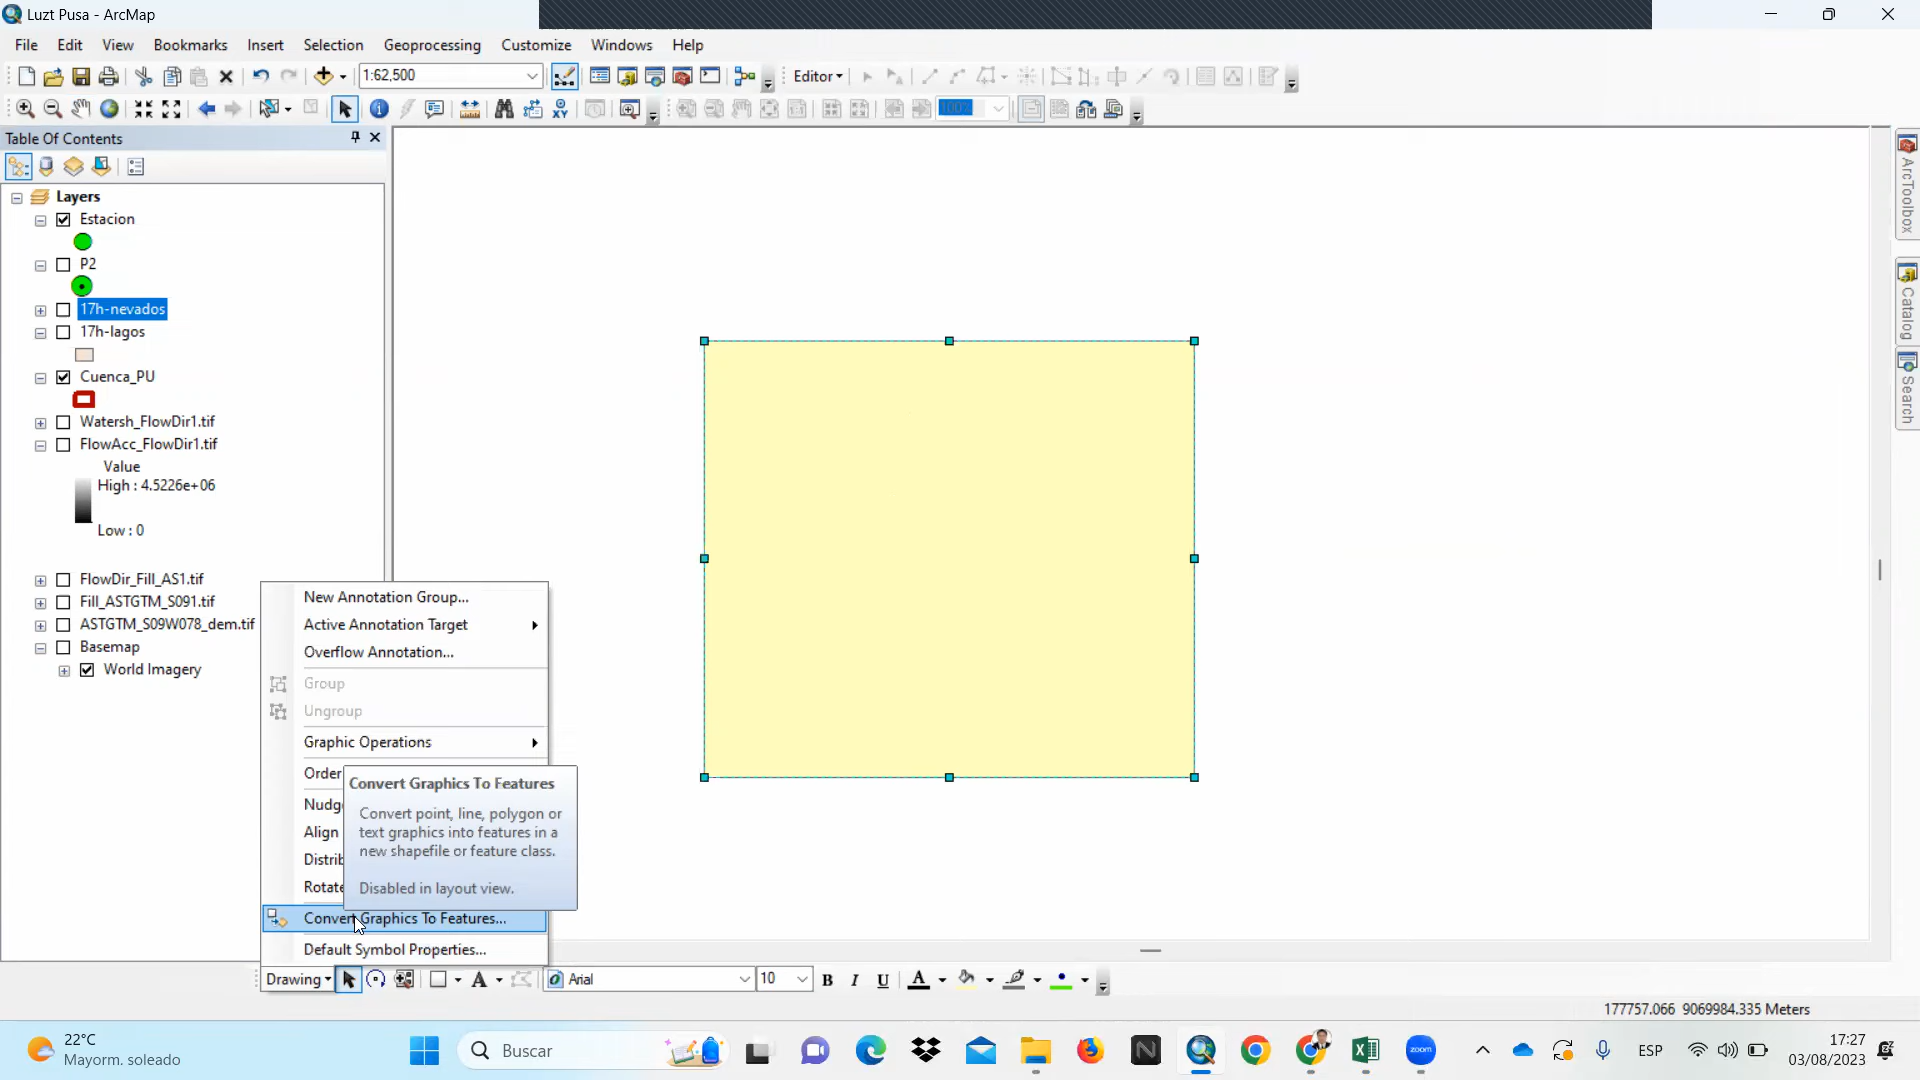 Luzt Pusa - ArcMap
File Edit View Bookmarks Insert Selection Geoprocessing Customize Windows Help
1:62,500
Editor
100%
Table Of Contents
Layers
Estacion
P2
17h-nevados
17h-lagos
Cuenca_PU
Watersh_FlowDir1.tif
FlowAcc_FlowDir1.tif
Value
High : 4.5226e+06
Low : 0
FlowDir_Fill_AS1.tif
Fill_ASTGTM_S091.tif
ASTGTM_S09W078_dem.tif
Basemap
World Imagery
New Annotation Group...
Active Annotation Target
Overflow Annotation...
Group
Ungroup
Graphic Operations
Order
Nudg
Align
Distrib
Rotate
Convert Graphics To Features
Convert point, line, polygon or
text graphics into features in a
new shapefile or feature class.
Disabled in layout view.
Convert Graphics To Features...
Default Symbol Properties...
ArcToolbox
Catalog
Search
Drawing
A
Arial
10
B I U A
177757.066 9069984.335 Meters
22°C
Mayorm. soleado
Buscar
zoom
ESP
17:27
03/08/2023